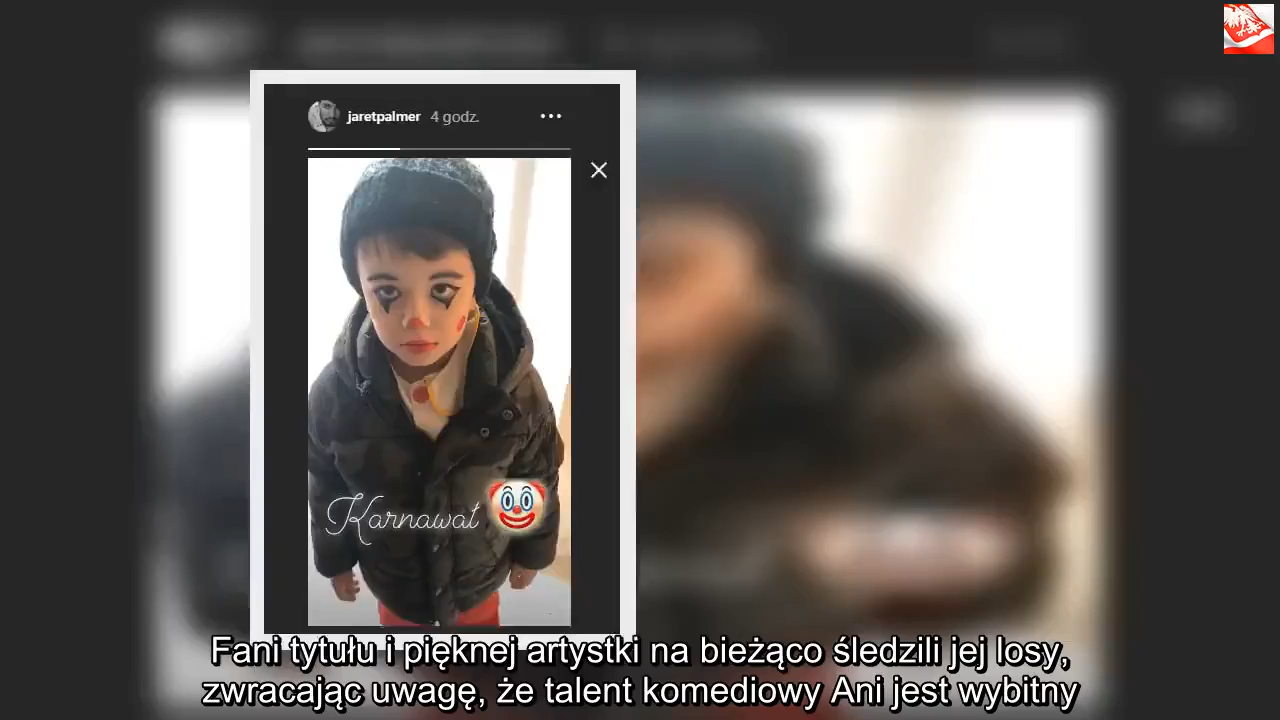 jaretpalmer 4 godz.
Karnawał
Fani tytułu i pięknej artystki na bieżąco śledzili jej losy,
zwracając uwagę, że talent komediowy Ani jest wybitny